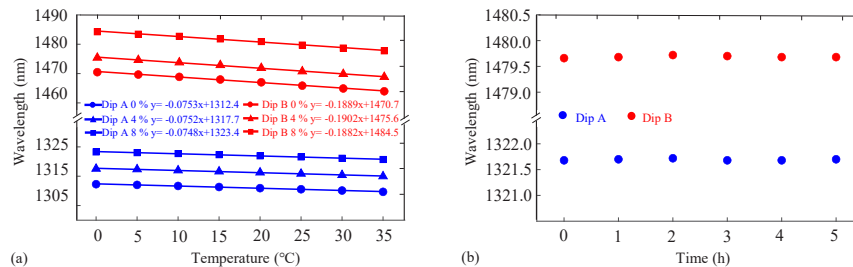 1490
1480
1470
1460
1325
1315
1305
Wavelength (nm)
Dip A 0 % y= -0.0753x+1312.4
Dip B 0 % y= -0.1889x+1470.7
Dip A 4 % y= -0.0752x+1317.7
Dip B 4 % y= -0.1902x+1475.6
Dip A 8 % y= -0.0748x+1323.4
Dip B 8 % y= -0.1882x+1484.5
0 5 10 15 20 25 30 35
Temperature (℃)
(a)
1480.5
1480.0
1479.5
1479.0
1322.0
1321.5
1321.0
Wavelength (nm)
Dip A Dip B
0 1 2 3 4 5
Time (h)
(b)